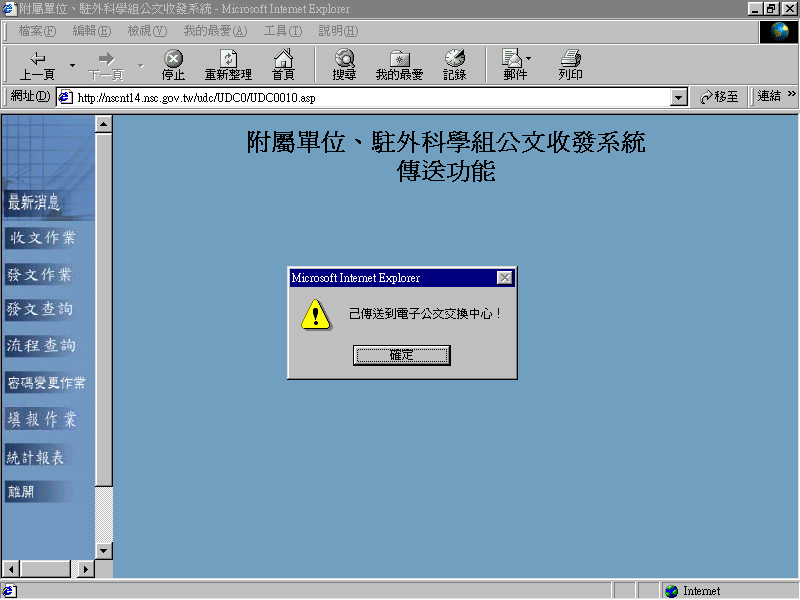 附屬單位、駐外科學組公文收發系統 - Microsoft Internet Explorer
檔案(F) 編輯(E) 檢視(V) 我的最愛(A) 工具(T) 說明(H)
上一頁 下一頁 停止 重新整理 首頁 搜尋 我的最愛 記錄 郵件 列印
網址(D) http://nscnt14.nsc.gov.tw/udc/UDC0/UDC0010.asp 移至 連結 »
附屬單位、駐外科學組公文收發系統
傳送功能
最新消息
收文作業
發文作業
發文查詢
流程查詢
密碼變更作業
填報作業
統計報表
離開
Microsoft Internet Explorer
己傳送到電子公文交換中心！
確定
Internet